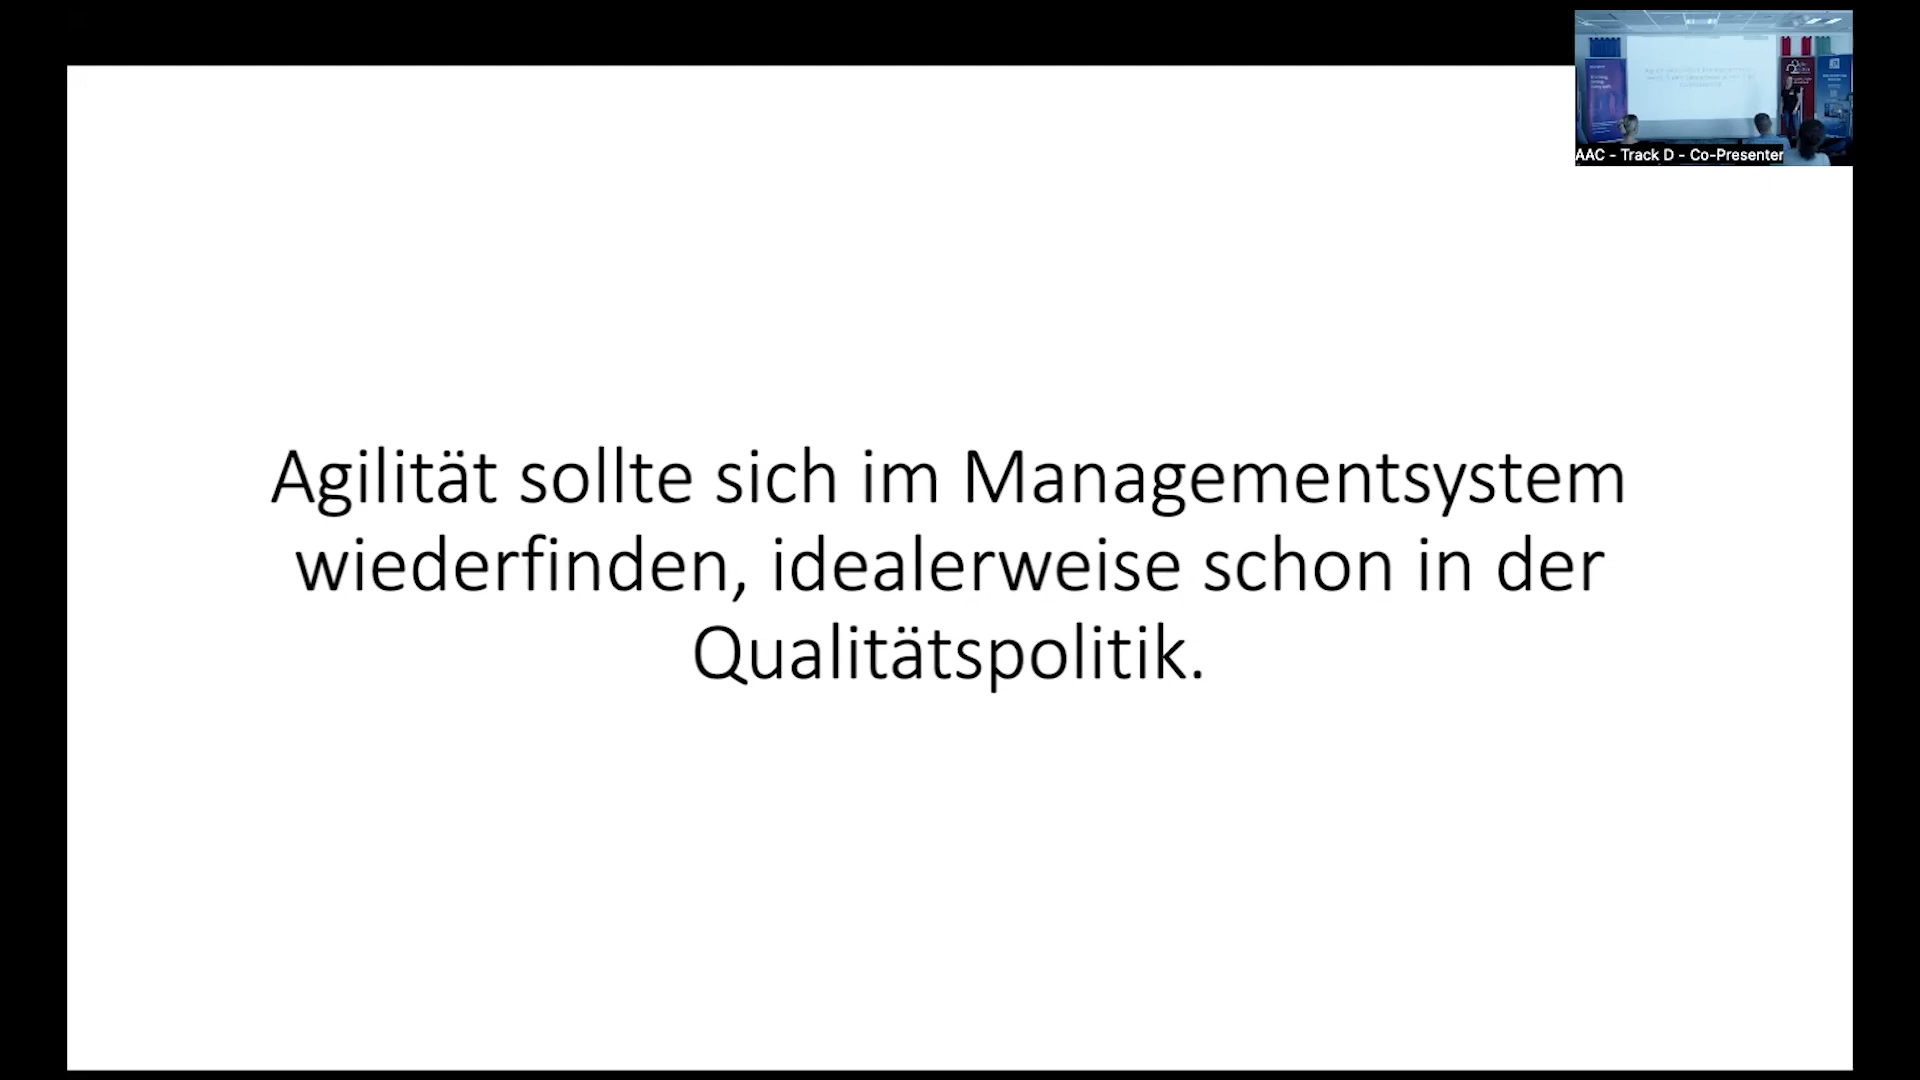 AAC - Track D - Co-Presenter
Agilität sollte sich im Managementsystem
wiederfinden, idealerweise schon in der
Qualitätspolitik.